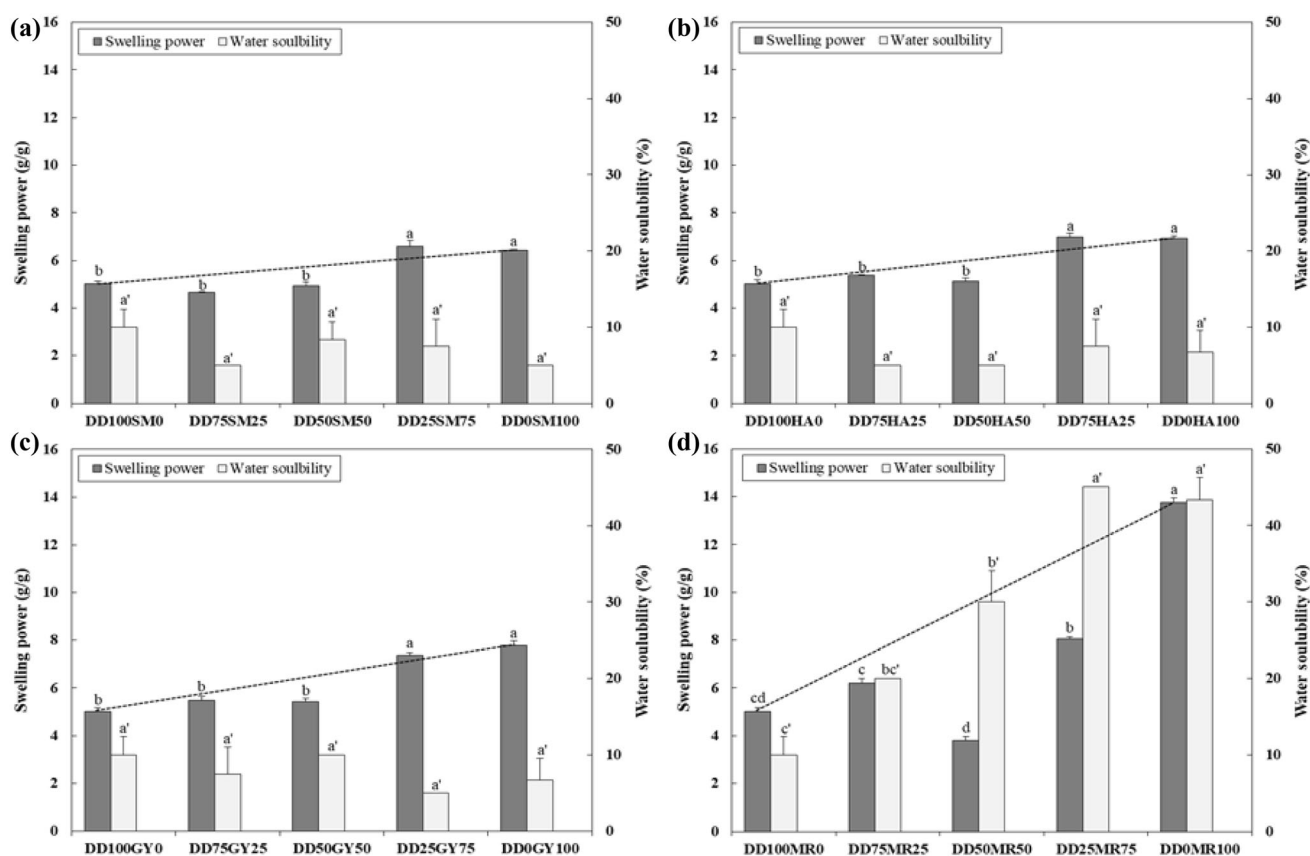 (a)
Swelling power
Water soulbility
16
14
12
10
8
6
4
2
0
Swelling power (g/g)
50
40
30
20
10
0
Water soulubility (%)
b
a'
b
a'
b
a'
a
a'
a
a'
DD100SM0 DD75SM25 DD50SM50 DD25SM75 DD0SM100
(b)
Swelling power
Water soulbility
16
14
12
10
8
6
4
2
0
Swelling power (g/g)
50
40
30
20
10
0
Water soulubility (%)
b
a'
b
a'
b
a'
a
a'
a
a'
DD100HA0 DD75HA25 DD50HA50 DD75HA25 DD0HA100
(c)
Swelling power
Water soulbility
16
14
12
10
8
6
4
2
0
Swelling power (g/g)
50
40
30
20
10
0
Water soulubility (%)
b
a'
b
a'
b
a'
a
a'
a
a'
DD100GY0 DD75GY25 DD50GY50 DD25GY75 DD0GY100
(d)
Swelling power
Water soulbility
16
14
12
10
8
6
4
2
0
Swelling power (g/g)
50
40
30
20
10
0
Water soulubility (%)
cd
c'
c
bc'
d
b'
b
a'
a
a'
DD100MR0 DD75MR25 DD50MR50 DD25MR75 DD0MR100